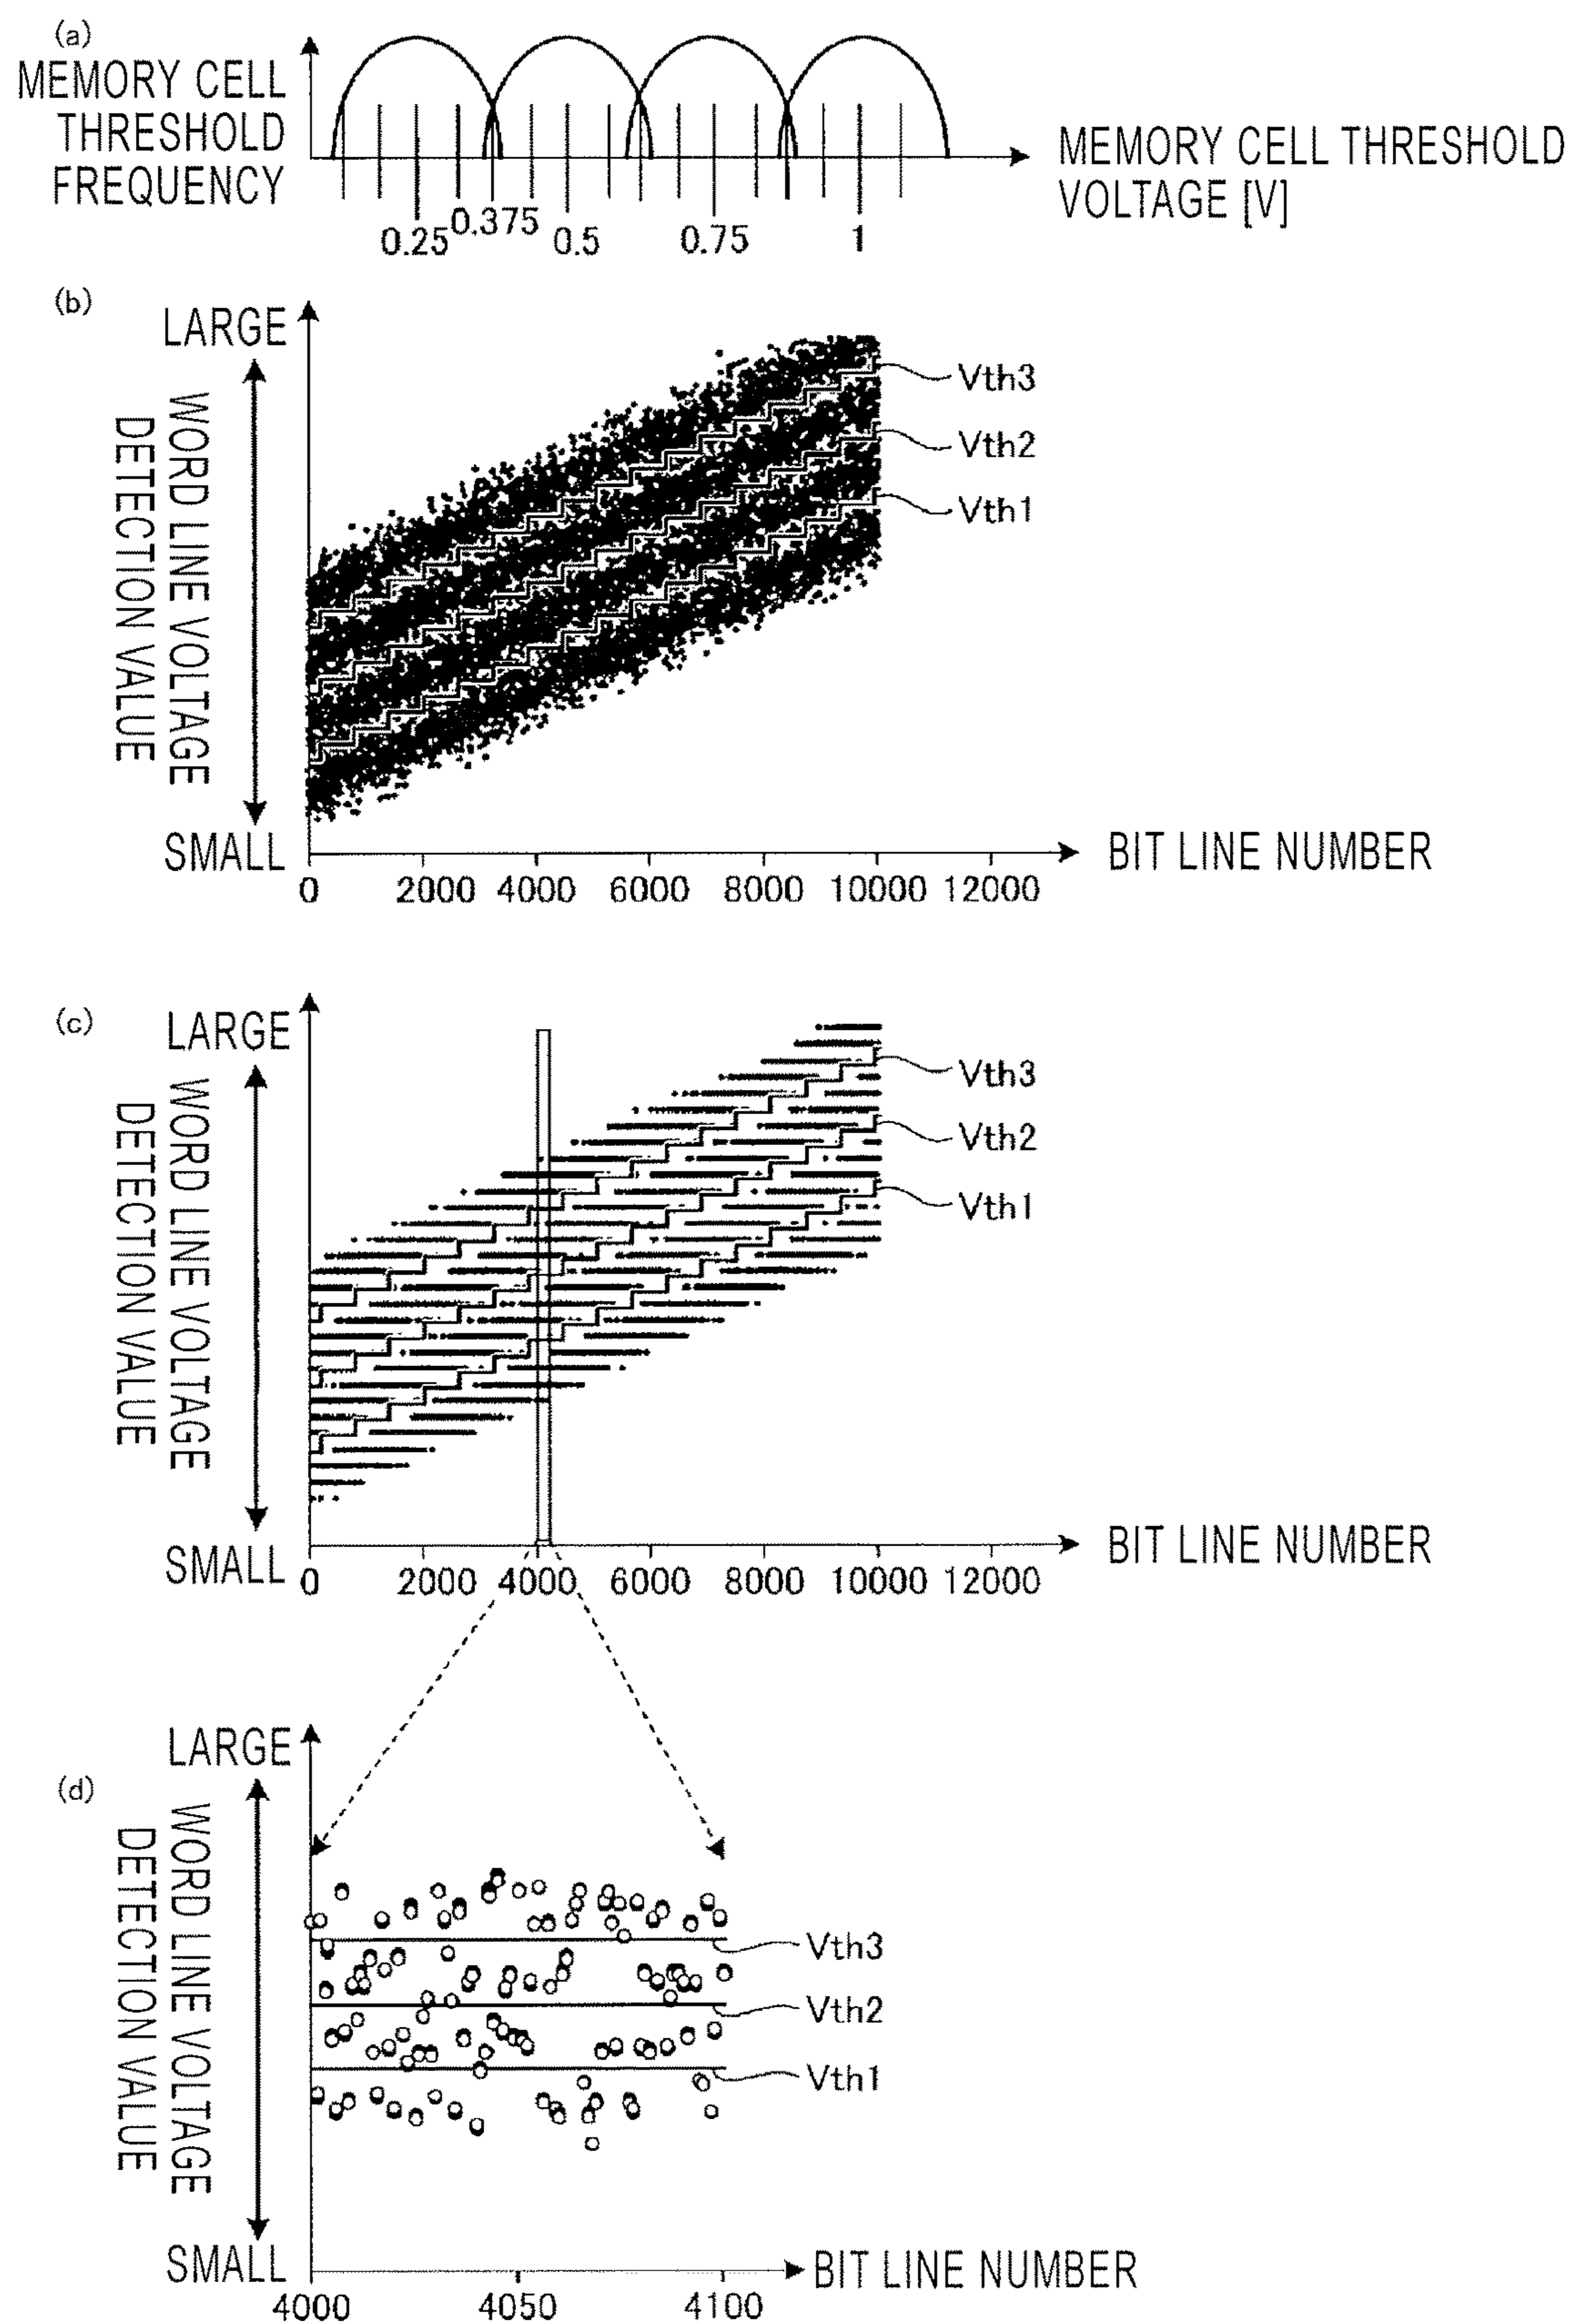 (a)
MEMORY CELL
THRESHOLD
FREQUENCY
0.25
0.375
0.5
0.75
1
MEMORY CELL THRESHOLD
VOLTAGE [V]
(b)
LARGE
WORD LINE VOLTAGE
DETECTION VALUE
SMALL
Vth3
Vth2
Vth1
0 2000 4000 6000 8000 10000 12000
BIT LINE NUMBER
(c)
LARGE
WORD LINE VOLTAGE
DETECTION VALUE
SMALL
Vth3
Vth2
Vth1
0 2000 4000 6000 8000 10000 12000
BIT LINE NUMBER
(d)
LARGE
WORD LINE VOLTAGE
DETECTION VALUE
SMALL
Vth3
Vth2
Vth1
4000 4050 4100
BIT LINE NUMBER